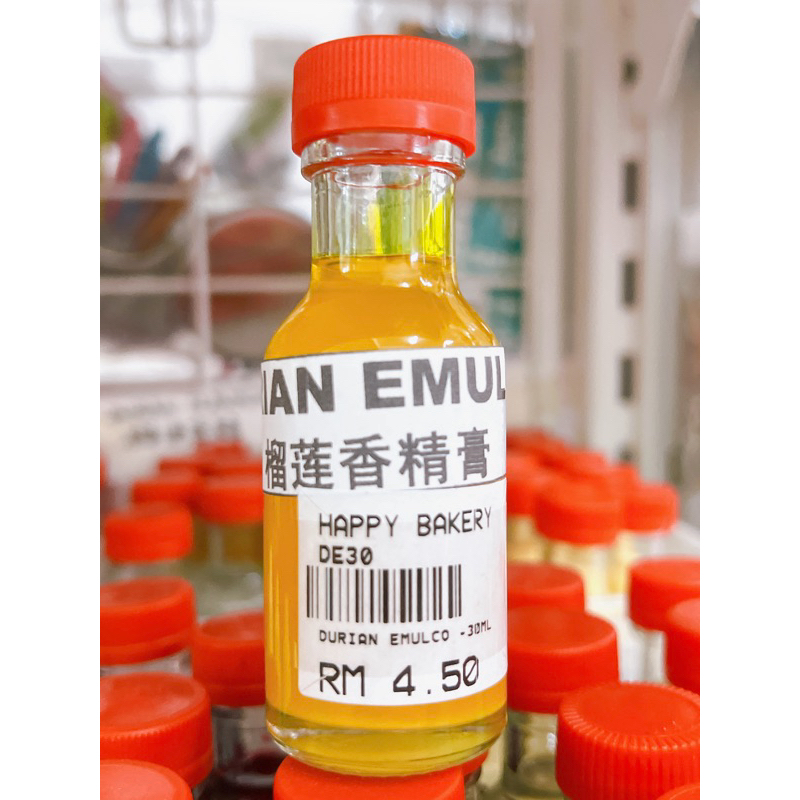 IAN EMUL
榴莲香精膏
HAPPY BAKERY
DE30
DURIAN EMULCO -30ML
RM 4.50